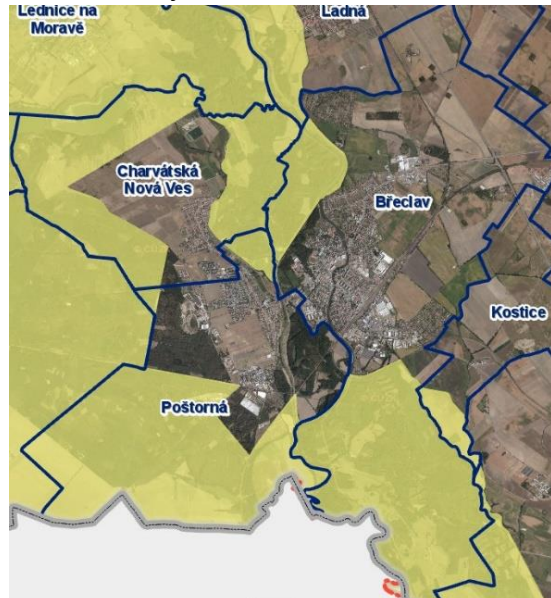 Lednice na
Moravě
Ladná
Charvátská
Nová Ves
Břeclav
Kostice
Poštorná